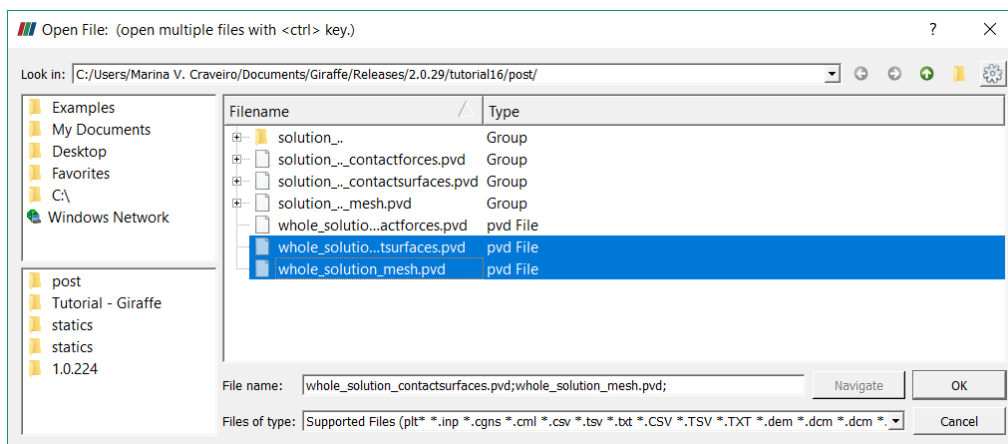 Open File: (open multiple files with <ctrl> key.)
?
Look in: C:/Users/Marina V. Craveiro/Documents/Giraffe/Releases/2.0.29/tutorial16/post/
Examples
My Documents
Desktop
Favorites
C:\
Windows Network
post
Tutorial - Giraffe
statics
statics
1.0.224
Filename Type
solution_.. Group
solution_.._contactforces.pvd Group
solution_.._contactsurfaces.pvd Group
solution_.._mesh.pvd Group
whole_solutio...actforces.pvd pvd File
whole_solutio...tsurfaces.pvd pvd File
whole_solution_mesh.pvd pvd File
File name: whole_solution_contactsurfaces.pvd;whole_solution_mesh.pvd; Navigate OK
Files of type: Supported Files (plt* *.inp *.cgns *.cml *.csv *.tsv *.txt *.CSV *.TSV *.TXT *.dem *.dcm *.dcm *. Cancel